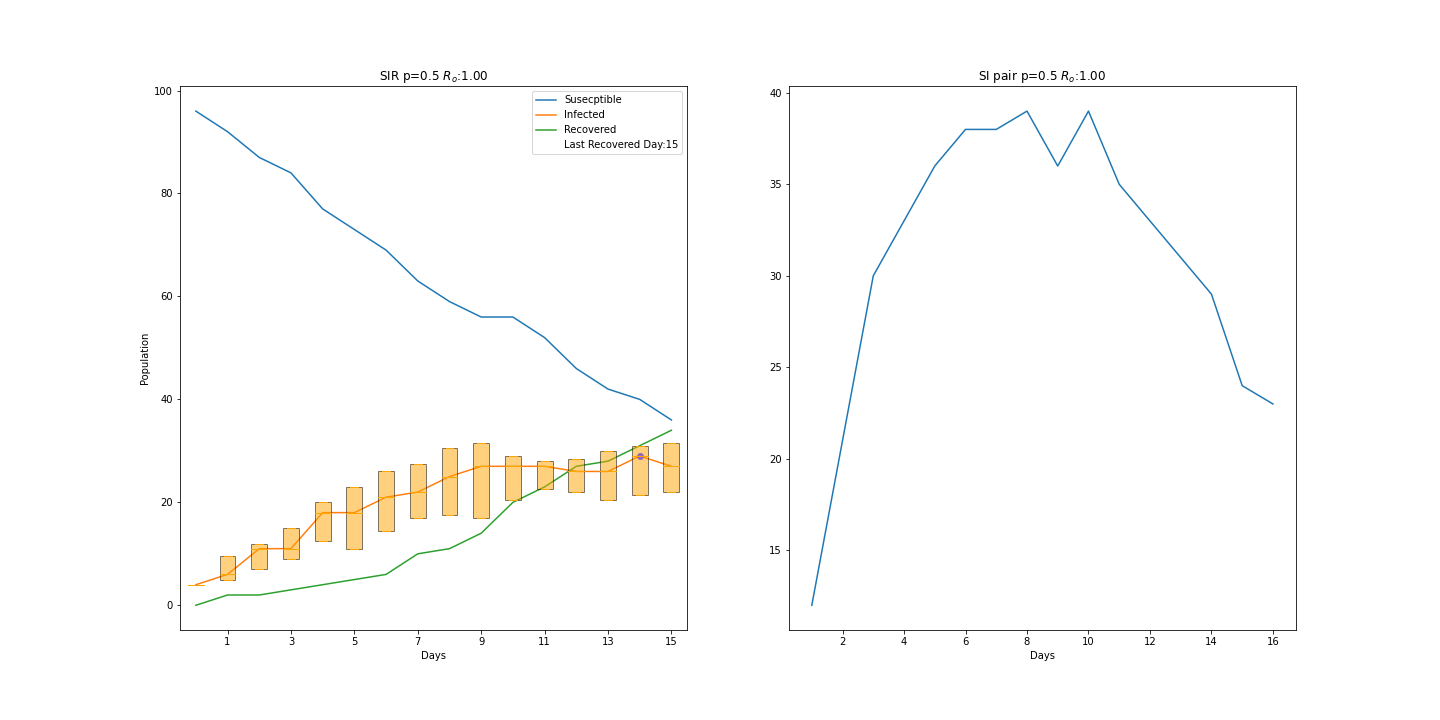 SIR p=0.5 Rₒ:1.00
Susecptible
Infected
Recovered
Last Recovered Day:15
100
80
60
40
20
0
Population
1 3 5 7 9 11 13 15
Days
SI pair p=0.5 Rₒ:1.00
40
35
30
25
20
15
2 4 6 8 10 12 14 16
Days